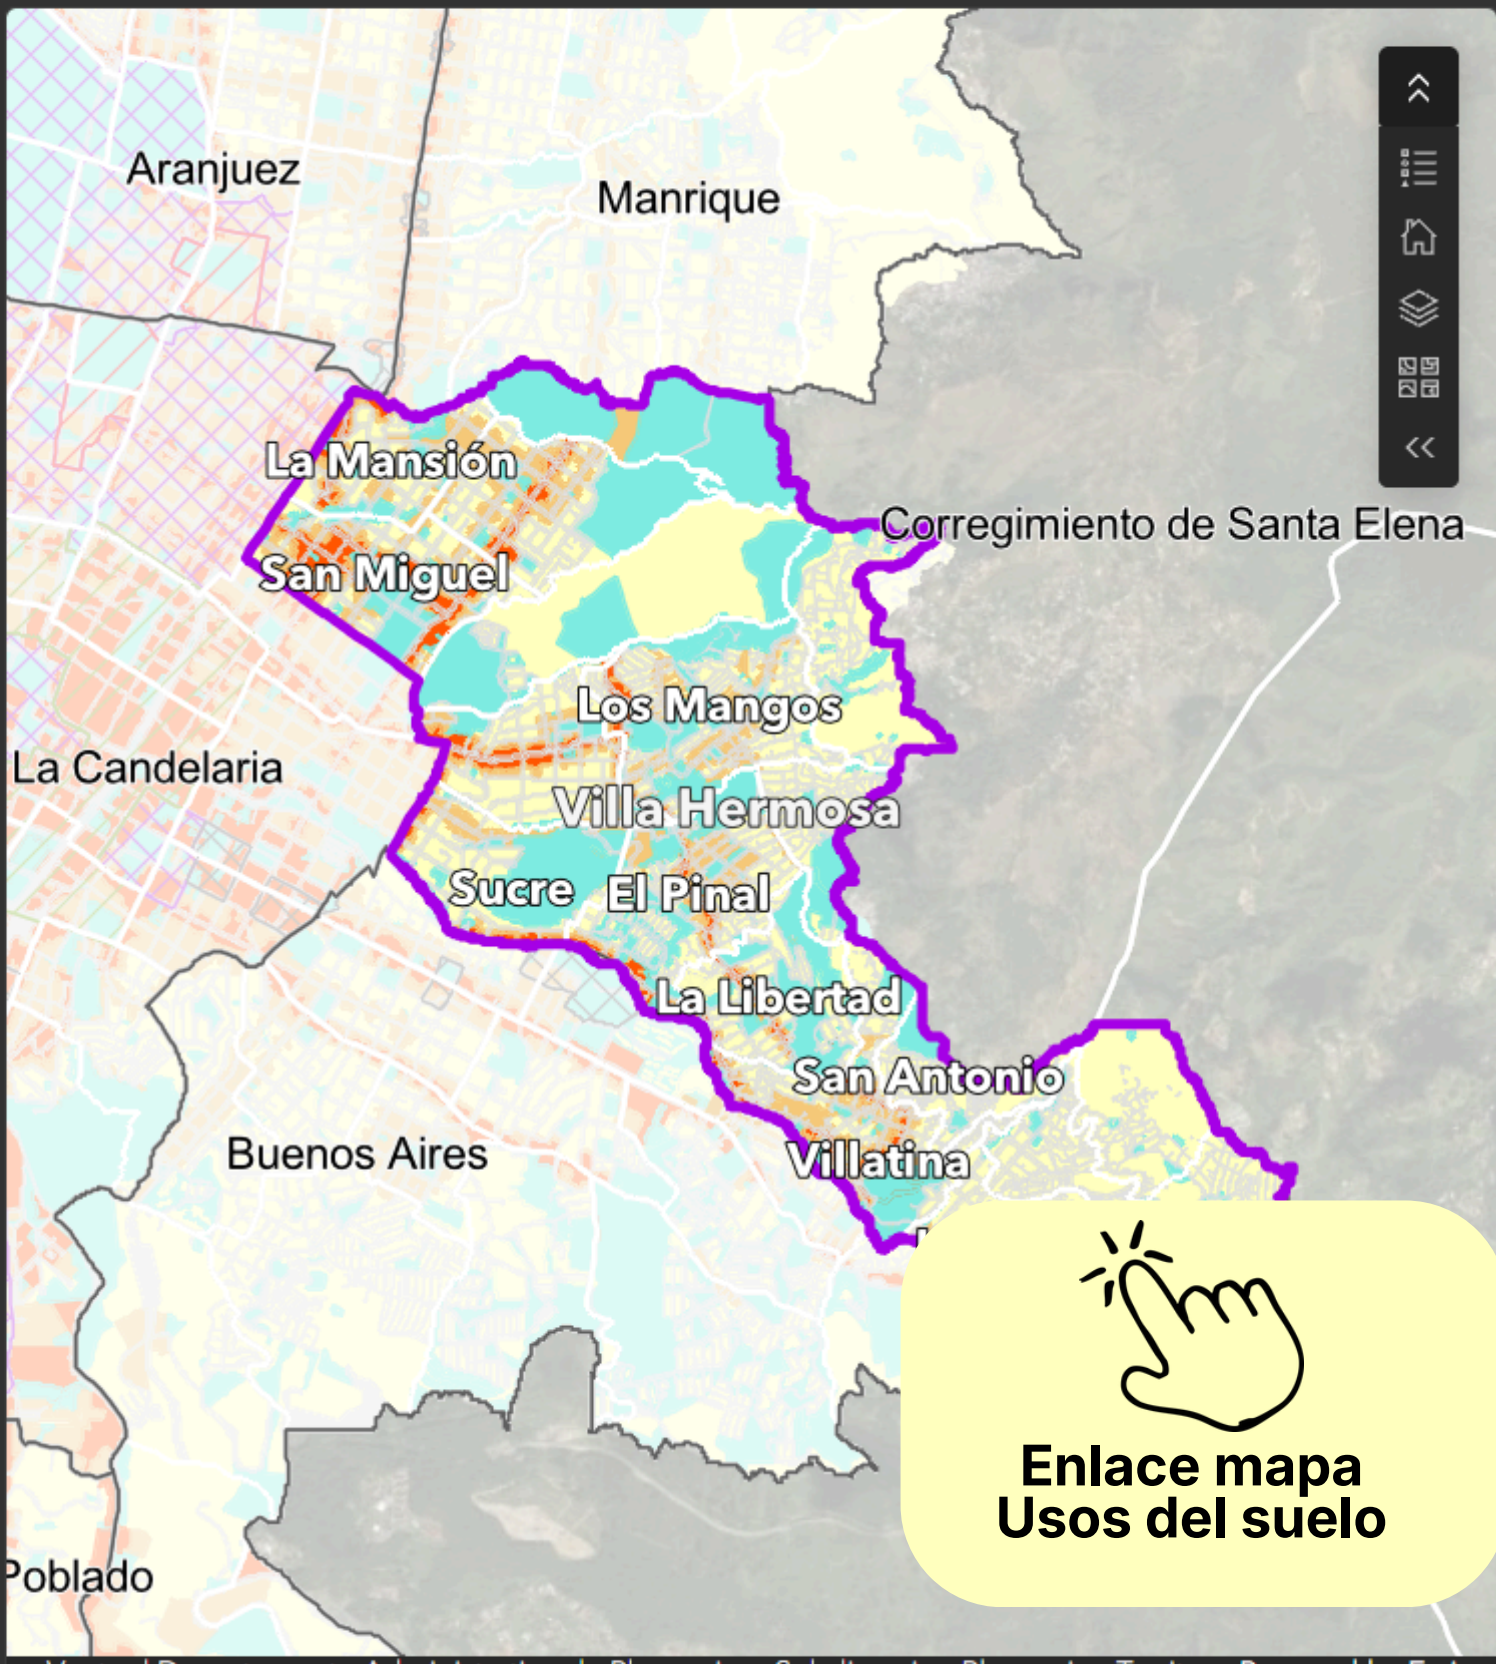 Aranjuez
Manrique
La Mansión
Corregimiento de Santa Elena
San Miguel
Los Mangos
La Candelaria
Villa Hermosa
Sucre
El Pinal
La Libertad
San Antonio
Buenos Aires
Villatina
Enlace mapa
Usos del suelo
Poblado